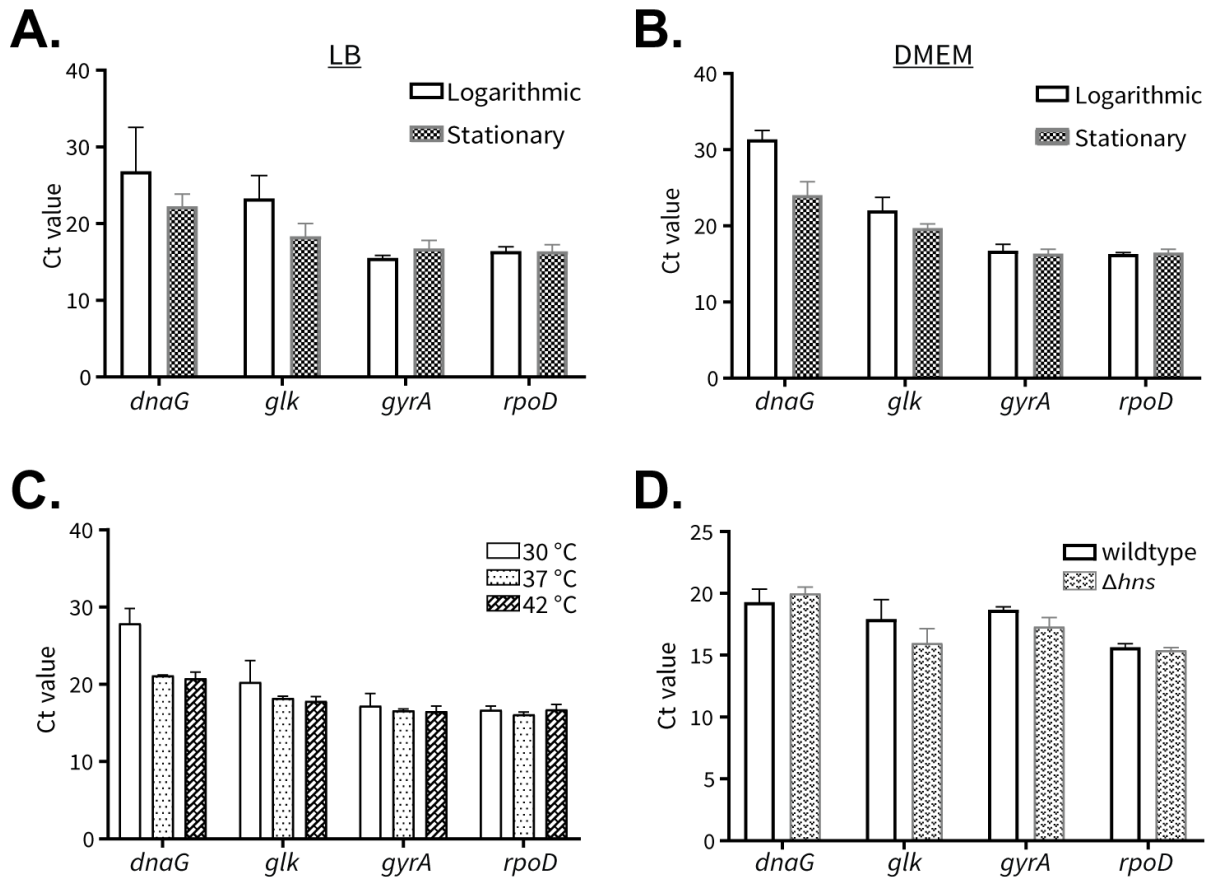 A.
LB
Logarithmic
Stationary
Ct value
40
30
20
10
0
dnaG glk gyrA rpoD
B.
DMEM
Logarithmic
Stationary
Ct value
40
30
20
10
0
dnaG glk gyrA rpoD
C.
30 °C
37 °C
42 °C
Ct value
40
30
20
10
0
dnaG glk gyrA rpoD
D.
wildtype
Δhns
Ct value
25
20
15
10
5
0
dnaG glk gyrA rpoD